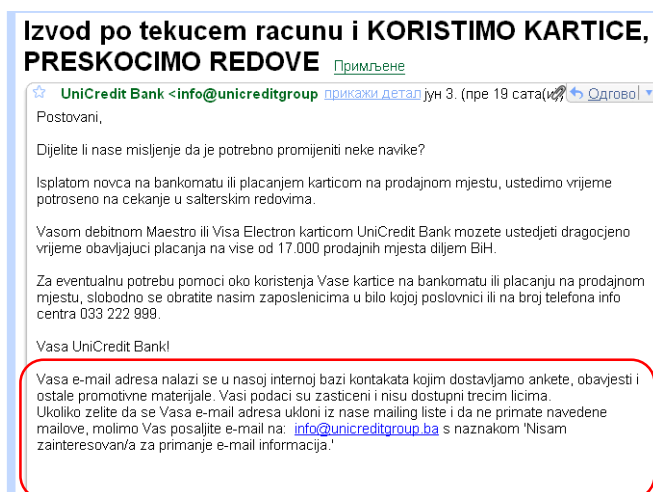 Izvod po tekucem racunu i KORISTIMO KARTICE,
PRESKOCIMO REDOVE Примљене
UniCredit Bank <info@unicreditgroup прикажи детал јун 3. (пре 19 сата( Одговоl
Postovani,
Dijelite li nase misljenje da je potrebno promijeniti neke navike?
Isplatom novca na bankomatu ili placanjem karticom na prodajnom mjestu, ustedimo vrijeme
potroseno na cekanje u salterskim redovima.
Vasom debitnom Maestro ili Visa Electron karticom UniCredit Bank mozete ustedjeti dragocjeno
vrijeme obavljajuci placanja na vise od 17.000 prodajnih mjesta diljem BiH.
Za eventualnu potrebu pomoci oko koristenja Vase kartice na bankomatu ili placanju na prodajnom
mjestu, slobodno se obratite nasim zaposlenicima u bilo kojoj poslovnici ili na broj telefona info
centra 033 222 999.
Vasa UniCredit Bank!
Vasa e-mail adresa nalazi se u nasoj internoj bazi kontakata kojim dostavljamo ankete, obavjesti i
ostale promotivne materijale. Vasi podaci su zasticeni i nisu dostupni trecim licima.
Ukoliko zelite da se Vasa e-mail adresa ukloni iz nase mailing liste i da ne primate navedene
mailove, molimo Vas posaljite e-mail na: info@unicreditgroup.ba s naznakom 'Nisam
zainteresovan/a za primanje e-mail informacija.'